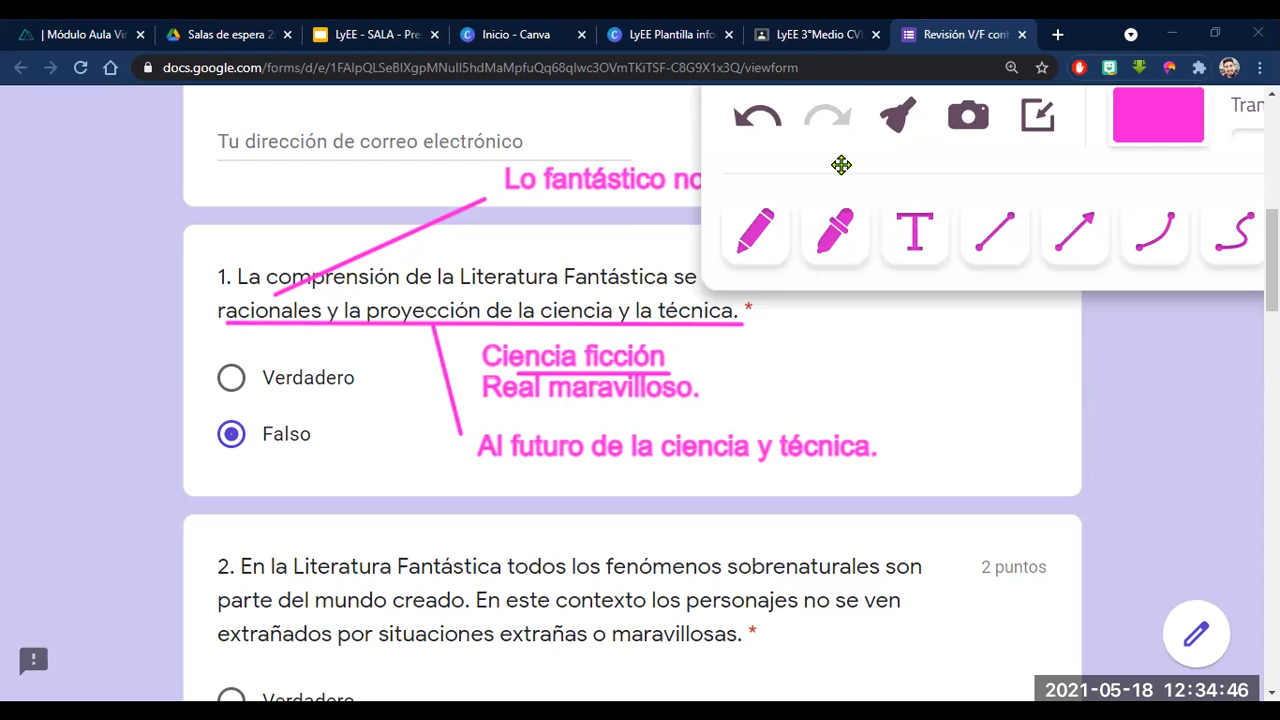 | Módulo Aula Vir
Salas de espera 2
LyEE - SALA - Pre
Inicio - Canva
LyEE Plantilla info
LyEE 3°Medio CVI
Revisión V/F cont
docs.google.com/forms/d/e/1FAIpQLSeBlXgpMNulI5hdMaMpfuQq68qlwc3OVmTKiTSF-C8G9X1x3Q/viewform
Tran
Tu dirección de correo electrónico
Lo fantástico no
1. La comprensión de la Literatura Fantástica se
racionales y la proyección de la ciencia y la técnica. *
Ciencia ficción
Verdadero
Real maravilloso.
Falso
Al futuro de la ciencia y técnica.
2. En la Literatura Fantástica todos los fenómenos sobrenaturales son
2 puntos
parte del mundo creado. En este contexto los personajes no se ven
extrañados por situaciones extrañas o maravillosas. *
Verdadero
2021-05-18 12:34:46